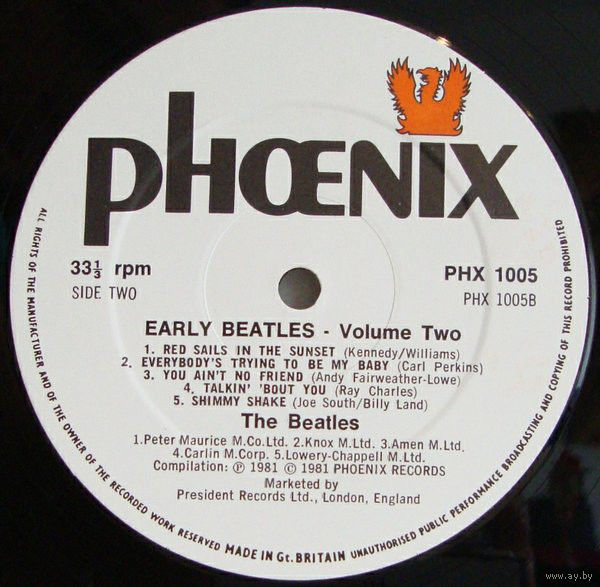 PHŒNIX
33⅓ rpm
PHX 1005
SIDE TWO
PHX 1005B
EARLY BEATLES - Volume Two
1. RED SAILS IN THE SUNSET (Kennedy/Williams)
2. EVERYBODY'S TRYING TO BE MY BABY (Carl Perkins)
3. YOU AIN'T NO FRIEND (Andy Fairweather-Lowe)
4. TALKIN' 'BOUT YOU (Ray Charles)
5. SHIMMY SHAKE (Joe South/Billy Land)
The Beatles
1.Peter Maurice M.Co.Ltd. 2.Knox M.Ltd. 3.Amen M.Ltd.
4.Carlin M.Corp. 5.Lowery-Chappell M.Ltd.
Compilation: ℗ 1981 © 1981 PHOENIX RECORDS
Marketed by
President Records Ltd., London, England
ALL RIGHTS OF THE MANUFACTURER AND OF THE OWNER OF THE RECORDED WORK RESERVED MADE IN Gt. BRITAIN UNAUTHORISED PUBLIC PERFORMANCE BROADCASTING AND COPYING OF THIS RECORD PROHIBITED
www.ay.by